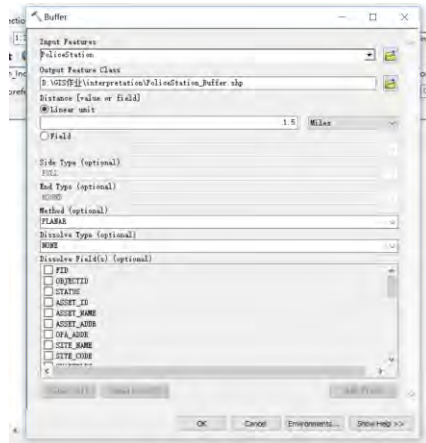 Buffer
Input Features
PoliceStation
Output Feature Class
D:\GIS作业\interpretation\PoliceStation_Buffer.shp
Distance [value or field]
Linear unit
1.5 Miles
Field
Side Type (optional)
FULL
End Type (optional)
ROUND
Method (optional)
PLANAR
Dissolve Type (optional)
NONE
Dissolve Field(s) (optional)
FID
OBJECTID
STATUS
ASSET_ID
ASSET_NAME
ASSET_ADDR
OPA_ADDR
SITE_NAME
SITE_CODE
OK Cancel Environments... Show Help >>